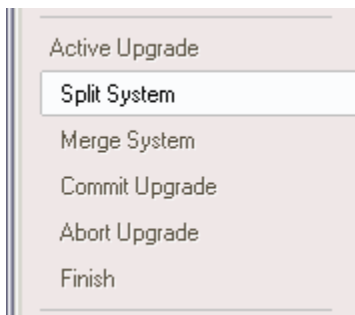 Active Upgrade
Split System
Merge System
Commit Upgrade
Abort Upgrade
Finish